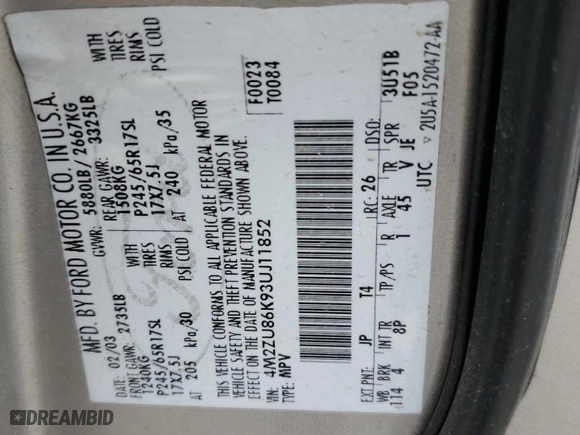 MFD. BY FORD MOTOR CO. IN U.S.A.
DATE: 02/03 GVWR: 5880LB / 2667KG
FRONT GAWR: 2735LB REAR GAWR: 3325LB
1240KG WITH 1508KG WITH
P245/65R17SL TIRES P245/65R17SL TIRES
17X7.5J RIMS 17X7.5J RIMS
AT 205 kPa/30 PSI COLD AT 240 kPa/35 PSI COLD
THIS VEHICLE CONFORMS TO ALL APPLICABLE FEDERAL MOTOR
VEHICLE SAFETY AND THEFT PREVENTION STANDARDS IN
EFFECT ON THE DATE OF MANUFACTURE SHOWN ABOVE.
VIN: 4M2ZU86K93UJ11852 F0023
TYPE: MPV T0084
EXT PNT: JP T4 RC: 26 DSO: 3U51B
WB BRK INT TR TP/PS R AXLE TR SPR F05
114 4 8P 1 45 V JE
UTC ▽ 2U5A-1520472-AA
DREAMBID